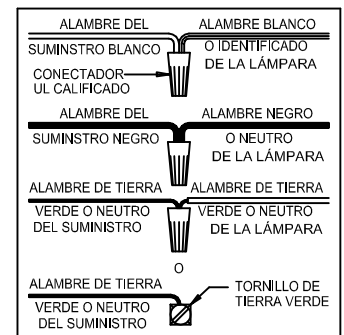 ALAMBRE DEL ALAMBRE BLANCO
SUMINSTRO BLANCO O IDENTIFICADO
DE LA LÁMPARA
CONECTADOR
UL CALIFICADO
ALAMBRE DEL ALAMBRE NEGRO
SUMINSTRO NEGRO O NEUTRO
DE LA LÁMPARA
ALAMBRE DE TIERRA ALAMBRE DE TIERRA
VERDE O NEUTRO VERDE O NEUTRO
DEL SUMINISTRO DE LA LÁMPARA
O
ALAMBRE DE TIERRA TORNILLO DE
TIERRA VERDE
VERDE O NEUTRO
DEL SUMINISTRO